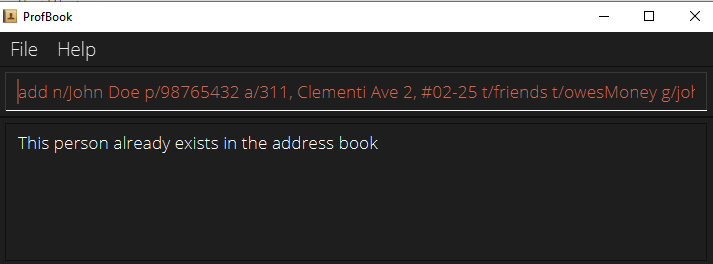 ProfBook
File Help
add n/John Doe p/98765432 a/311, Clementi Ave 2, #02-25 t/friends t/owesMoney g/joh
This person already exists in the address book